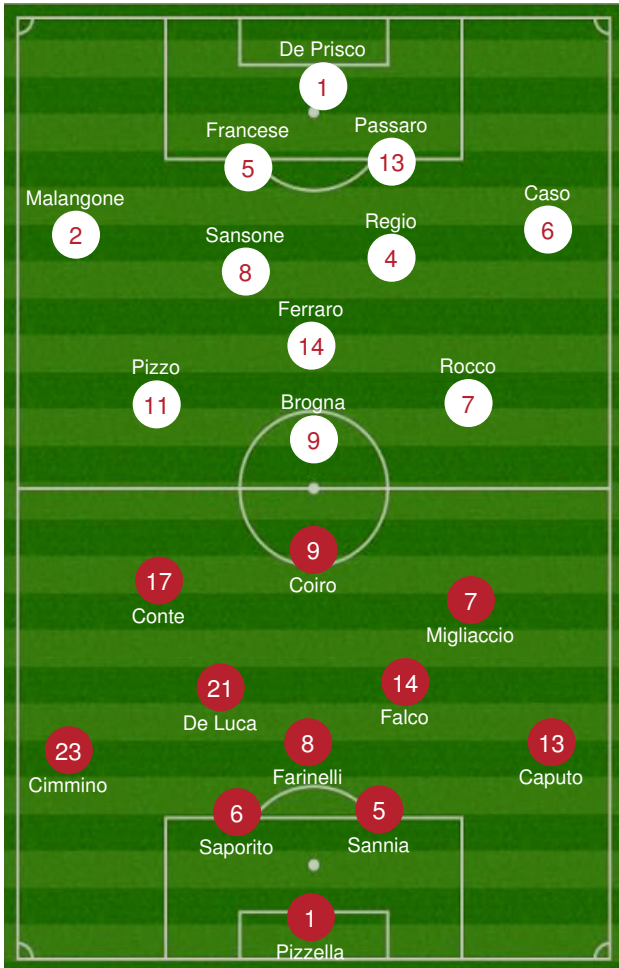 De Prisco
1
Francese
5
Passaro
13
Malangone
2
Caso
6
Sansone
8
Regio
4
Ferraro
14
Pizzo
11
Rocco
7
Brogna
9
9
Coiro
17
Conte
7
Migliaccio
21
De Luca
14
Falco
23
Cimmino
8
Farinelli
13
Caputo
6
Saporito
5
Sannia
1
Pizzella